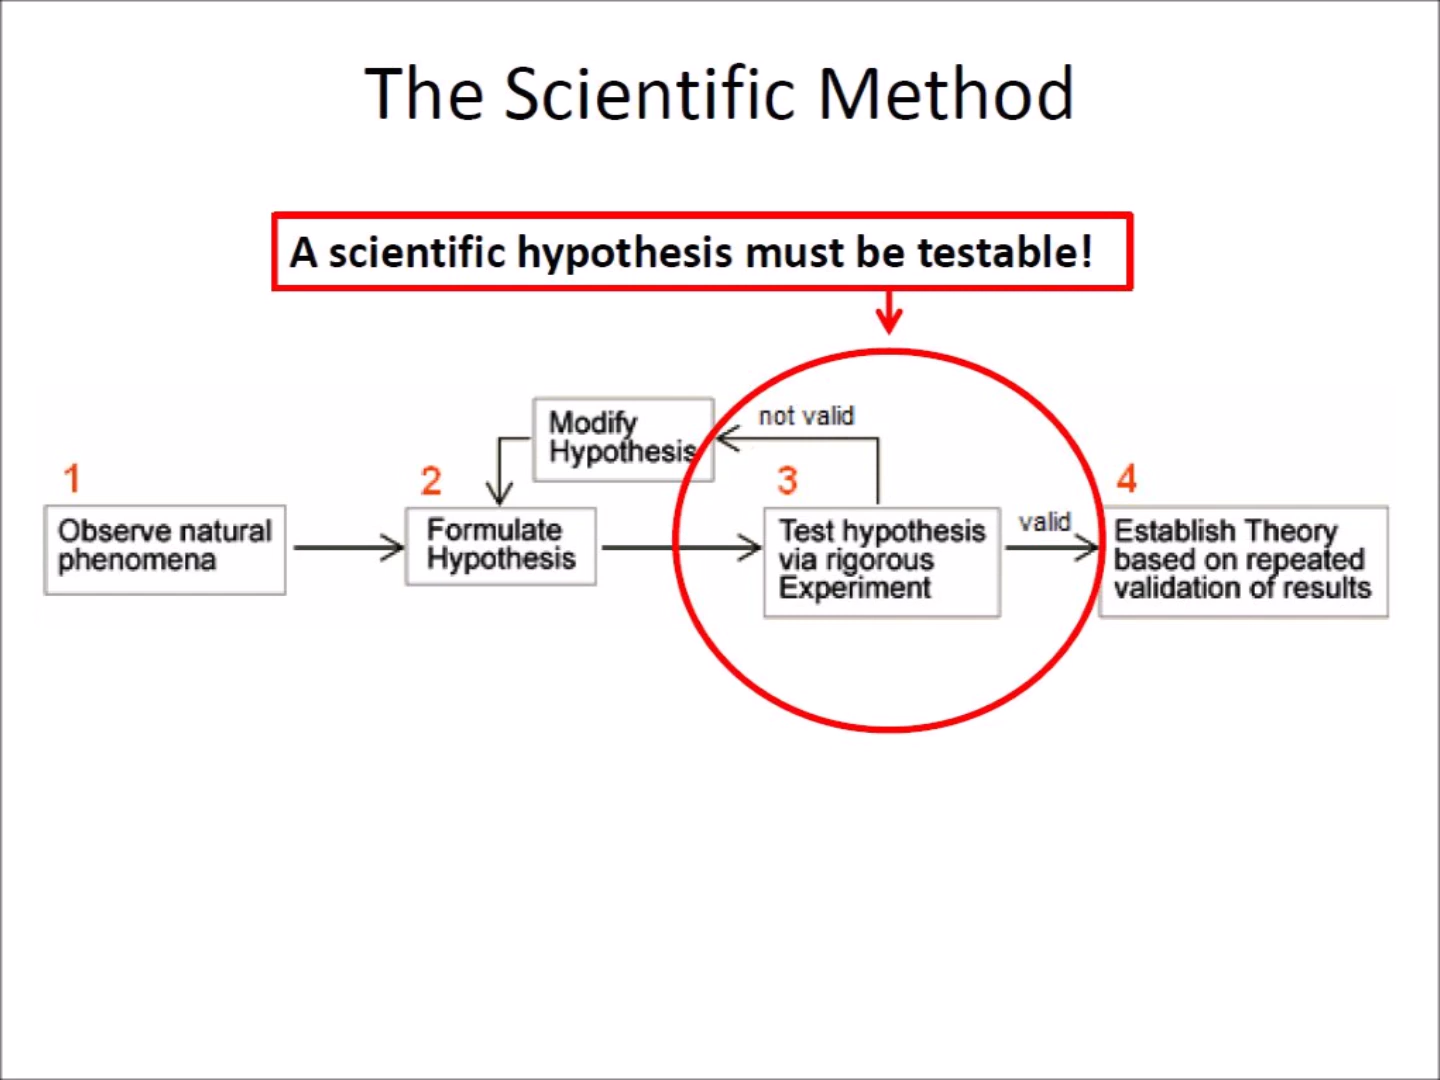 The Scientific Method
A scientific hypothesis must be testable!
Modify
Hypothesis
not valid
1
2
3
4
Observe natural
phenomena
Formulate
Hypothesis
Test hypothesis
via rigorous
Experiment
valid
Establish Theory
based on repeated
validation of results